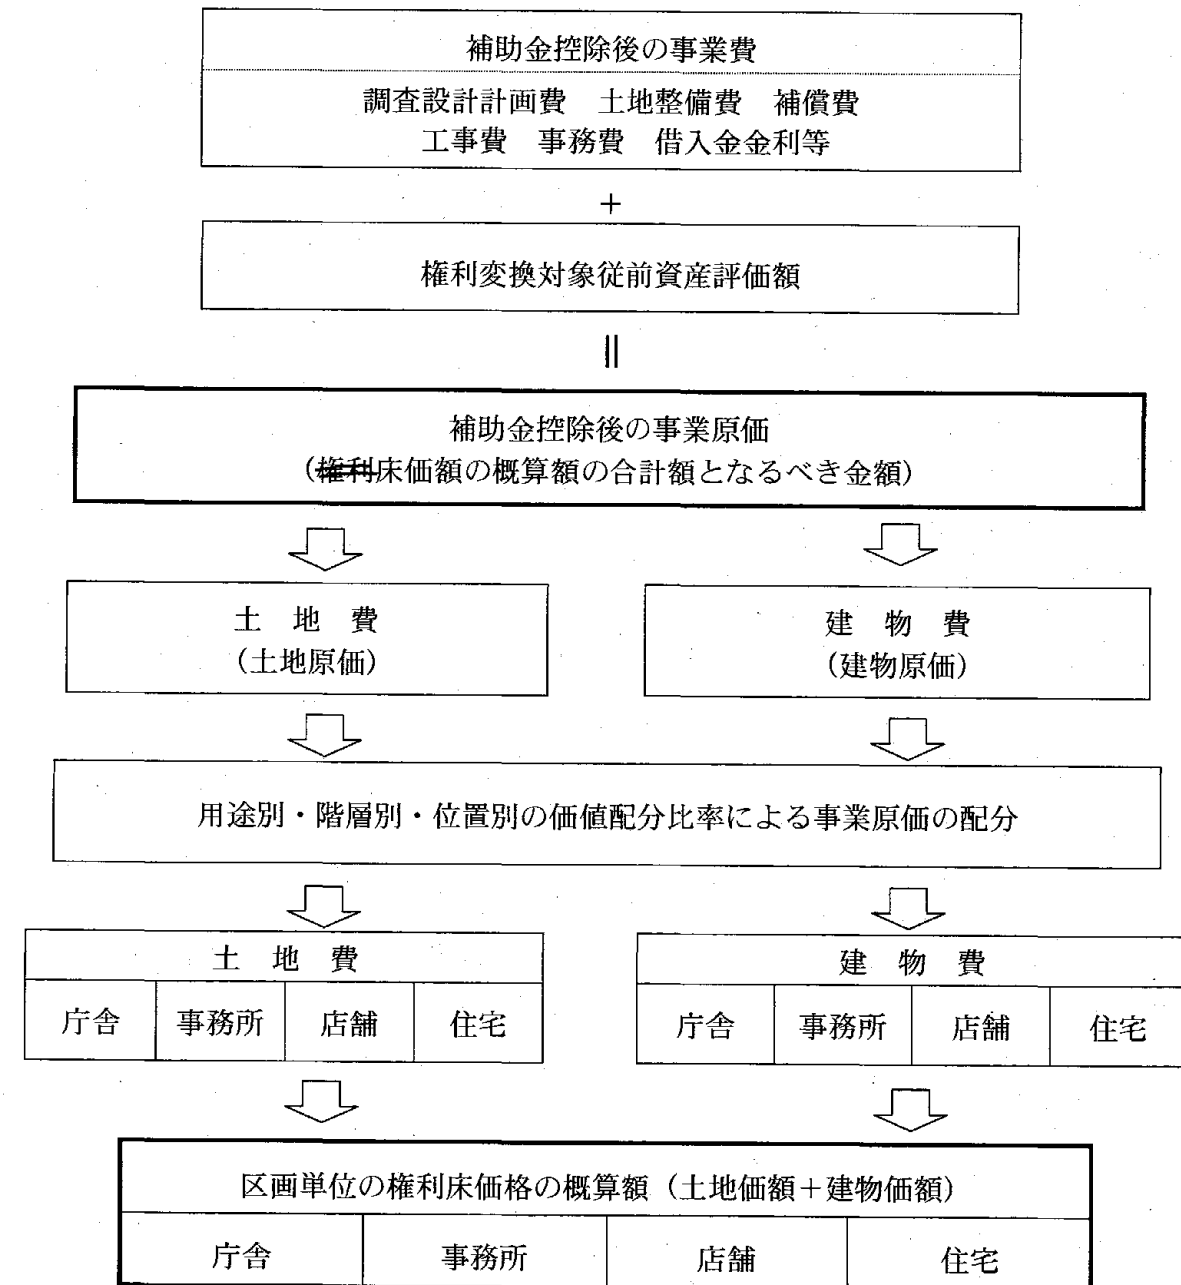 補助金控除後の事業費
調査設計計画費　土地整備費　補償費
工事費　事務費　借入金金利等
＋
権利変換対象従前資産評価額
||
補助金控除後の事業原価
（権利床価額の概算額の合計額となるべき金額）
土　地　費
（土地原価）
建　物　費
（建物原価）
用途別・階層別・位置別の価値配分比率による事業原価の配分
土　地　費
庁舎　事務所　店舗　住宅
建　物　費
庁舎　事務所　店舗　住宅
区画単位の権利床価格の概算額（土地価額＋建物価額）
庁舎　事務所　店舗　住宅